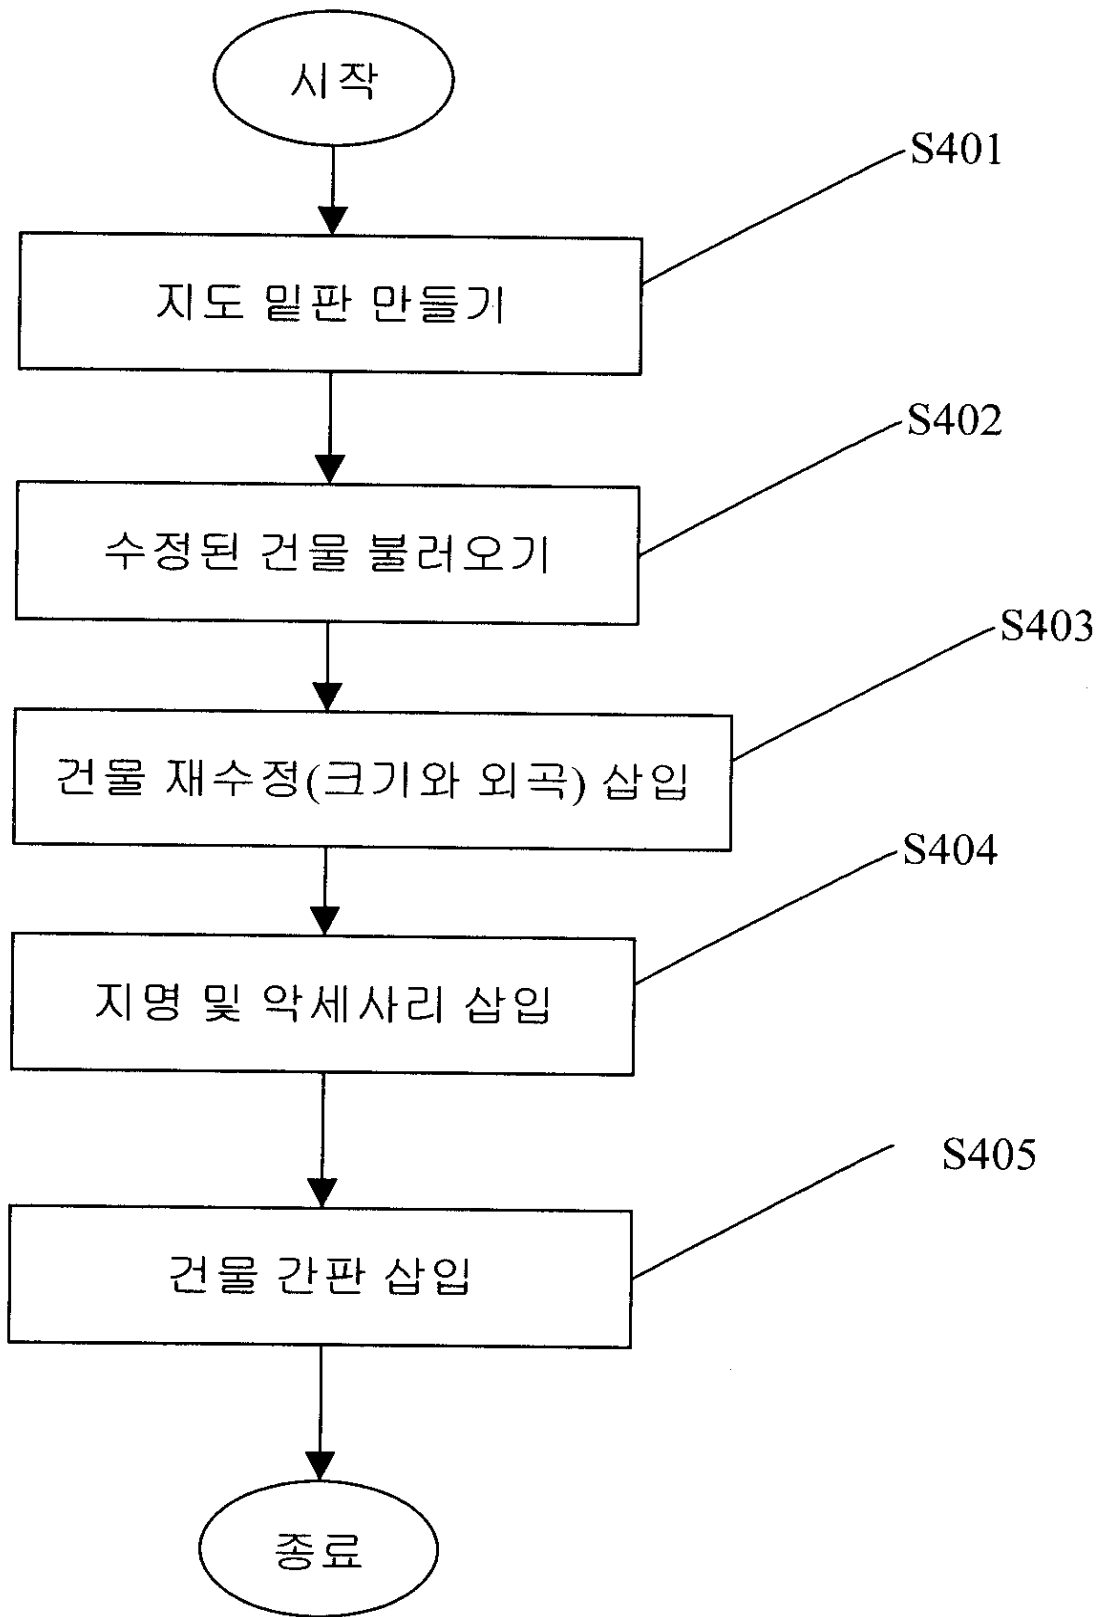 시작
S401
지도 밑판 만들기
S402
수정된 건물 불러오기
S403
건물 재수정(크기와 외곡) 삽입
S404
지명 및 악세사리 삽입
S405
건물 간판 삽입
종료